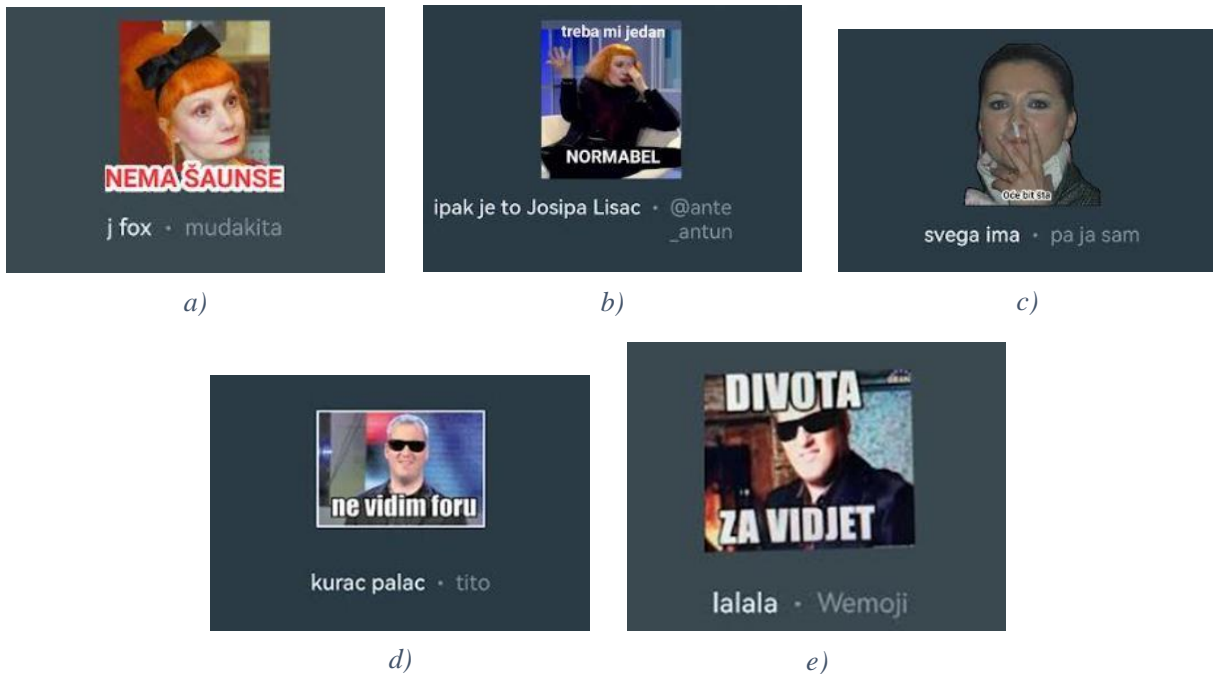 NEMA ŠAUNSE
j fox • mudakita
a)
treba mi jedan
NORMABEL
ipak je to Josipa Lisac • @ante
_antun
b)
Oće bit šta
svega ima • pa ja sam
c)
ne vidim foru
kurac palac • tito
d)
DIVOTA
ZA VIDJET
lalala • Wemoji
e)